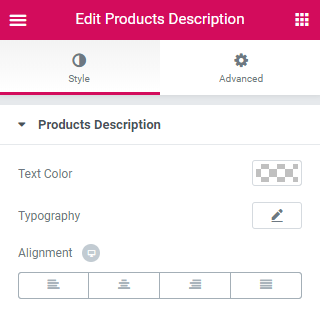 Edit Products Description
Style
Advanced
Products Description
Text Color
Typography
Alignment